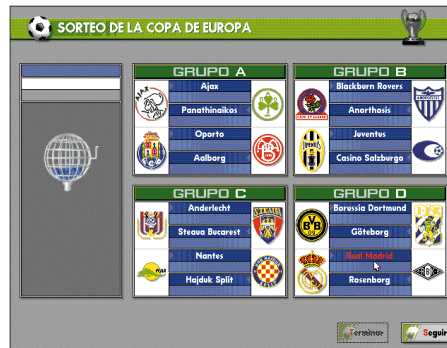 SORTEO DE LA COPA DE EUROPA
GRUPO A
Ajax
Panathinaikos
Oporto
Aalborg
GRUPO B
Blackburn Rovers
Anorthosis
Juventus
Casino Salzburgo
GRUPO C
Anderlecht
Steaua Bucarest
Nantes
Hajduk Split
GRUPO D
Borussia Dortmund
Göteborg
Real Madrid
Rosenborg
Terminar
Seguir